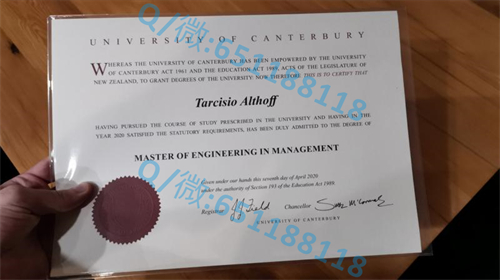 UNIVERSITY OF CANTERBURY
WHEREAS THE UNIVERSITY OF CANTERBURY HAS BEEN EMPOWERED BY THE UNIVERSITY
OF CANTERBURY ACT 1961 AND THE EDUCATION ACT 1989, ACTS OF THE LEGISLATURE OF
NEW ZEALAND, TO GRANT DEGREES OF THE UNIVERSITY: NOW THEREFORE THIS IS TO CERTIFY THAT
Tarcisio Althoff
HAVING PURSUED THE COURSE OF STUDY PRESCRIBED IN THE UNIVERSITY AND HAVING IN THE
YEAR 2020 SATISFIED THE STATUTORY REQUIREMENTS, HAS BEEN DULY ADMITTED TO THE DEGREE OF
MASTER OF ENGINEERING IN MANAGEMENT
Given under our hands this seventh day of April 2020
under the authority of Section 193 of the Education Act 1989.
Registrar
Chancellor
UNIVERSITY OF CANTERBURY
Q/微:651188118
Q/微:651188118